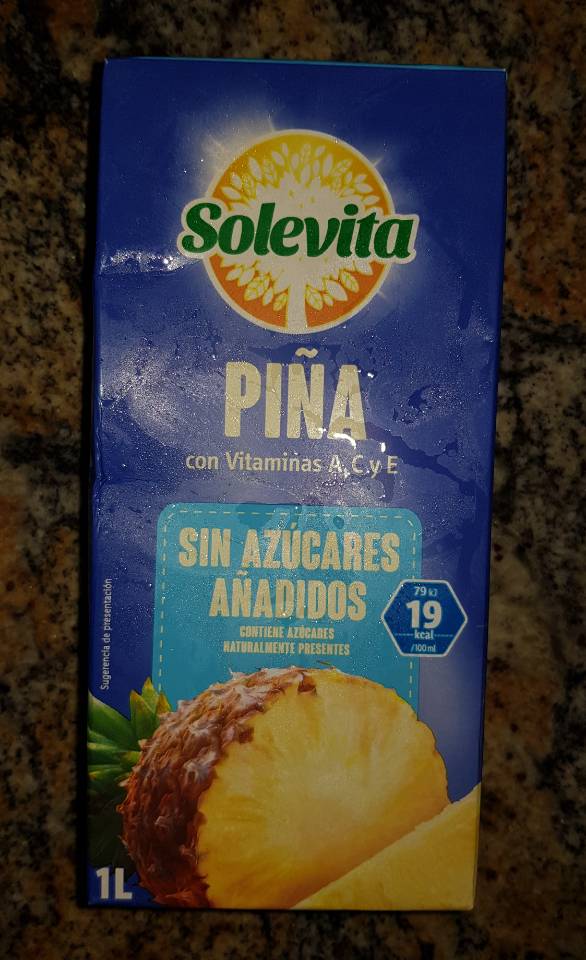 Solevita
PIÑA
con Vitaminas A, C y E
SIN AZÚCARES
AÑADIDOS
CONTIENE AZÚCARES
NATURALMENTE PRESENTES
79 kJ
19
kcal
/100 ml
Sugerencia de presentación
1L